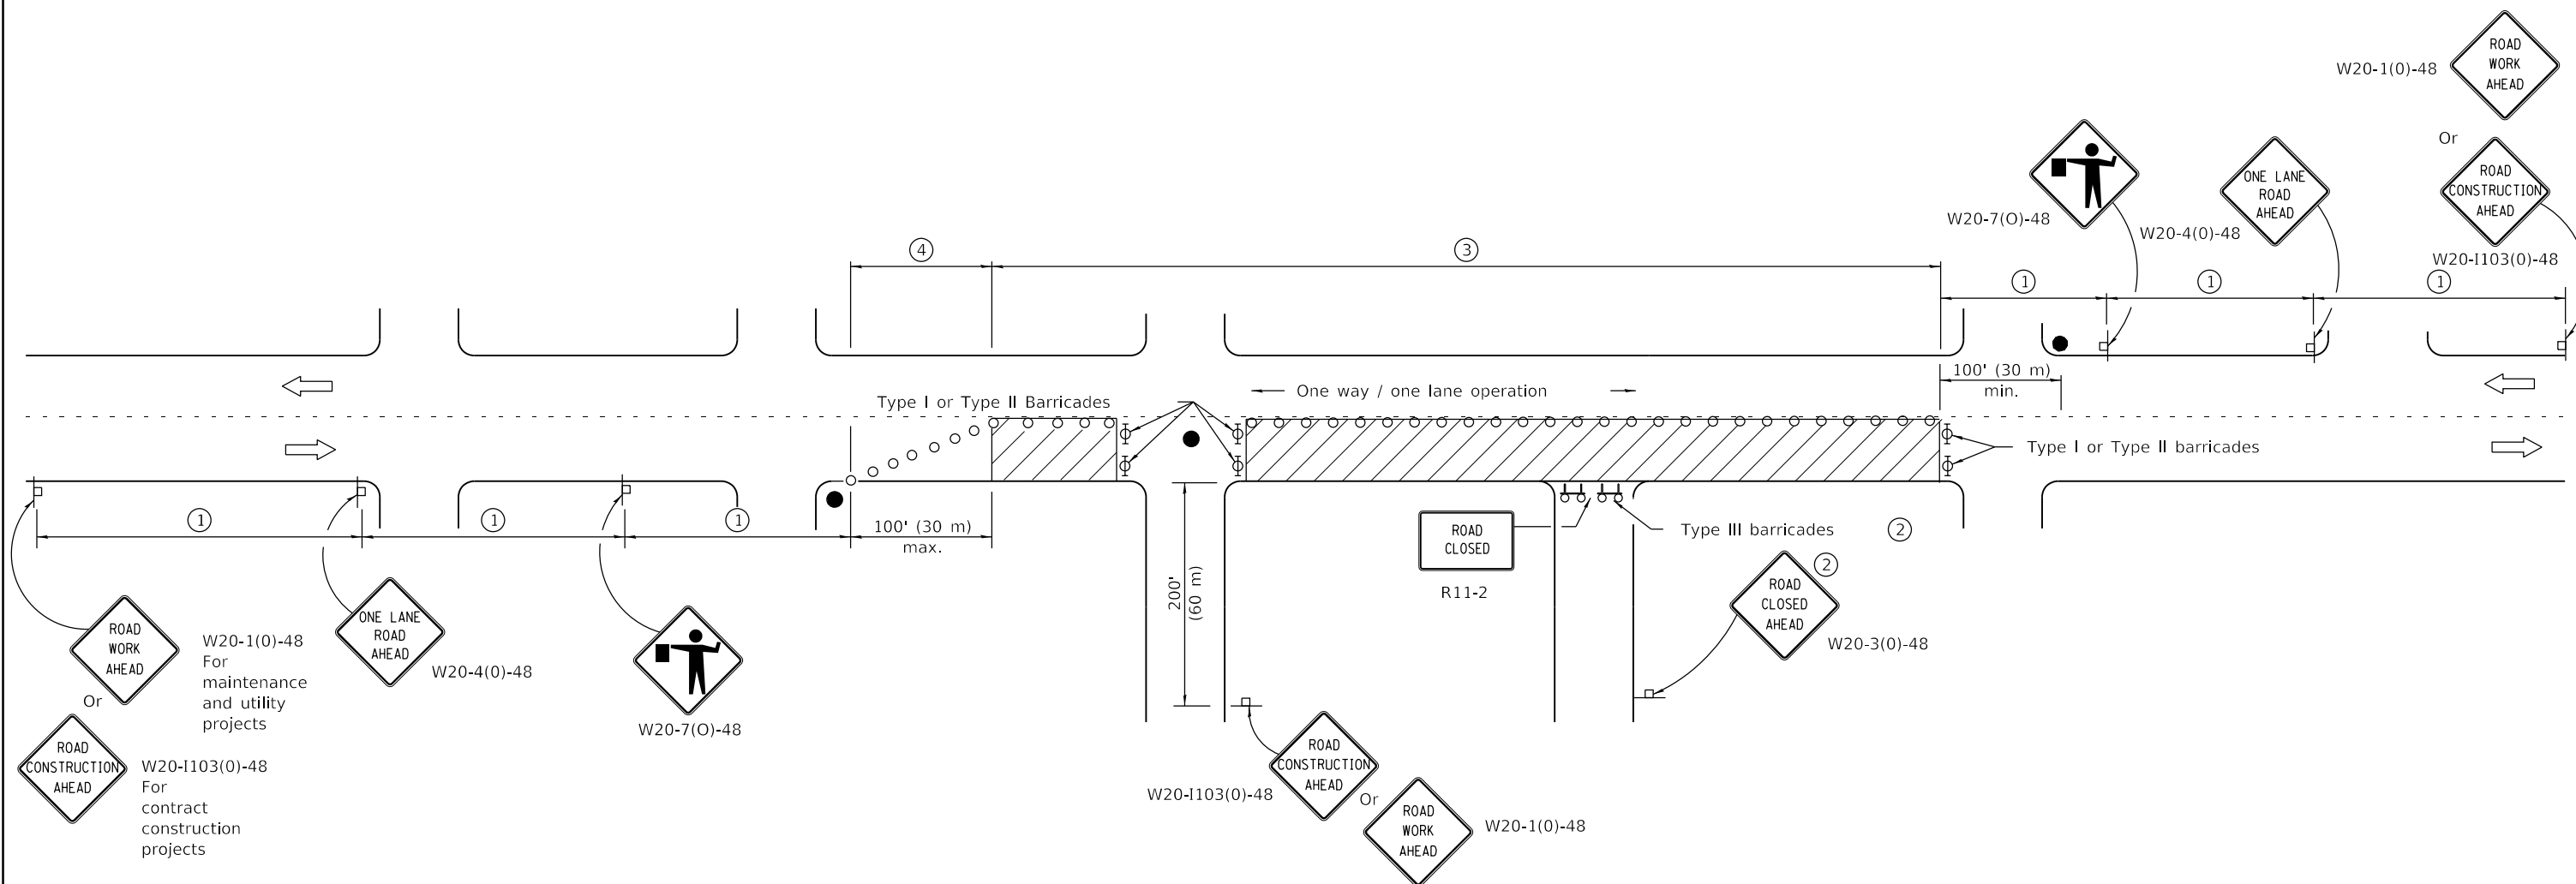 ROAD
WORK
AHEAD
W20-1(0)-48
Or
ROAD
CONSTRUCTION
AHEAD
W20-I103(0)-48
W20-7(O)-48
ONE LANE
ROAD
AHEAD
W20-4(0)-48
4
3
1
1
1
100' (30 m)
min.
Type I or Type II Barricades
One way / one lane operation
Type I or Type II barricades
1
1
1
100' (30 m)
max.
ROAD
CLOSED
R11-2
Type III barricades
2
200'
(60 m)
2
ROAD
CLOSED
AHEAD
W20-3(0)-48
ROAD
WORK
AHEAD
W20-1(0)-48
For
maintenance
and utility
projects
Or
ROAD
CONSTRUCTION
AHEAD
W20-I103(0)-48
For
contract
construction
projects
ONE LANE
ROAD
AHEAD
W20-4(0)-48
W20-7(O)-48
ROAD
CONSTRUCTION
AHEAD
W20-I103(0)-48
Or
ROAD
WORK
AHEAD
W20-1(0)-48